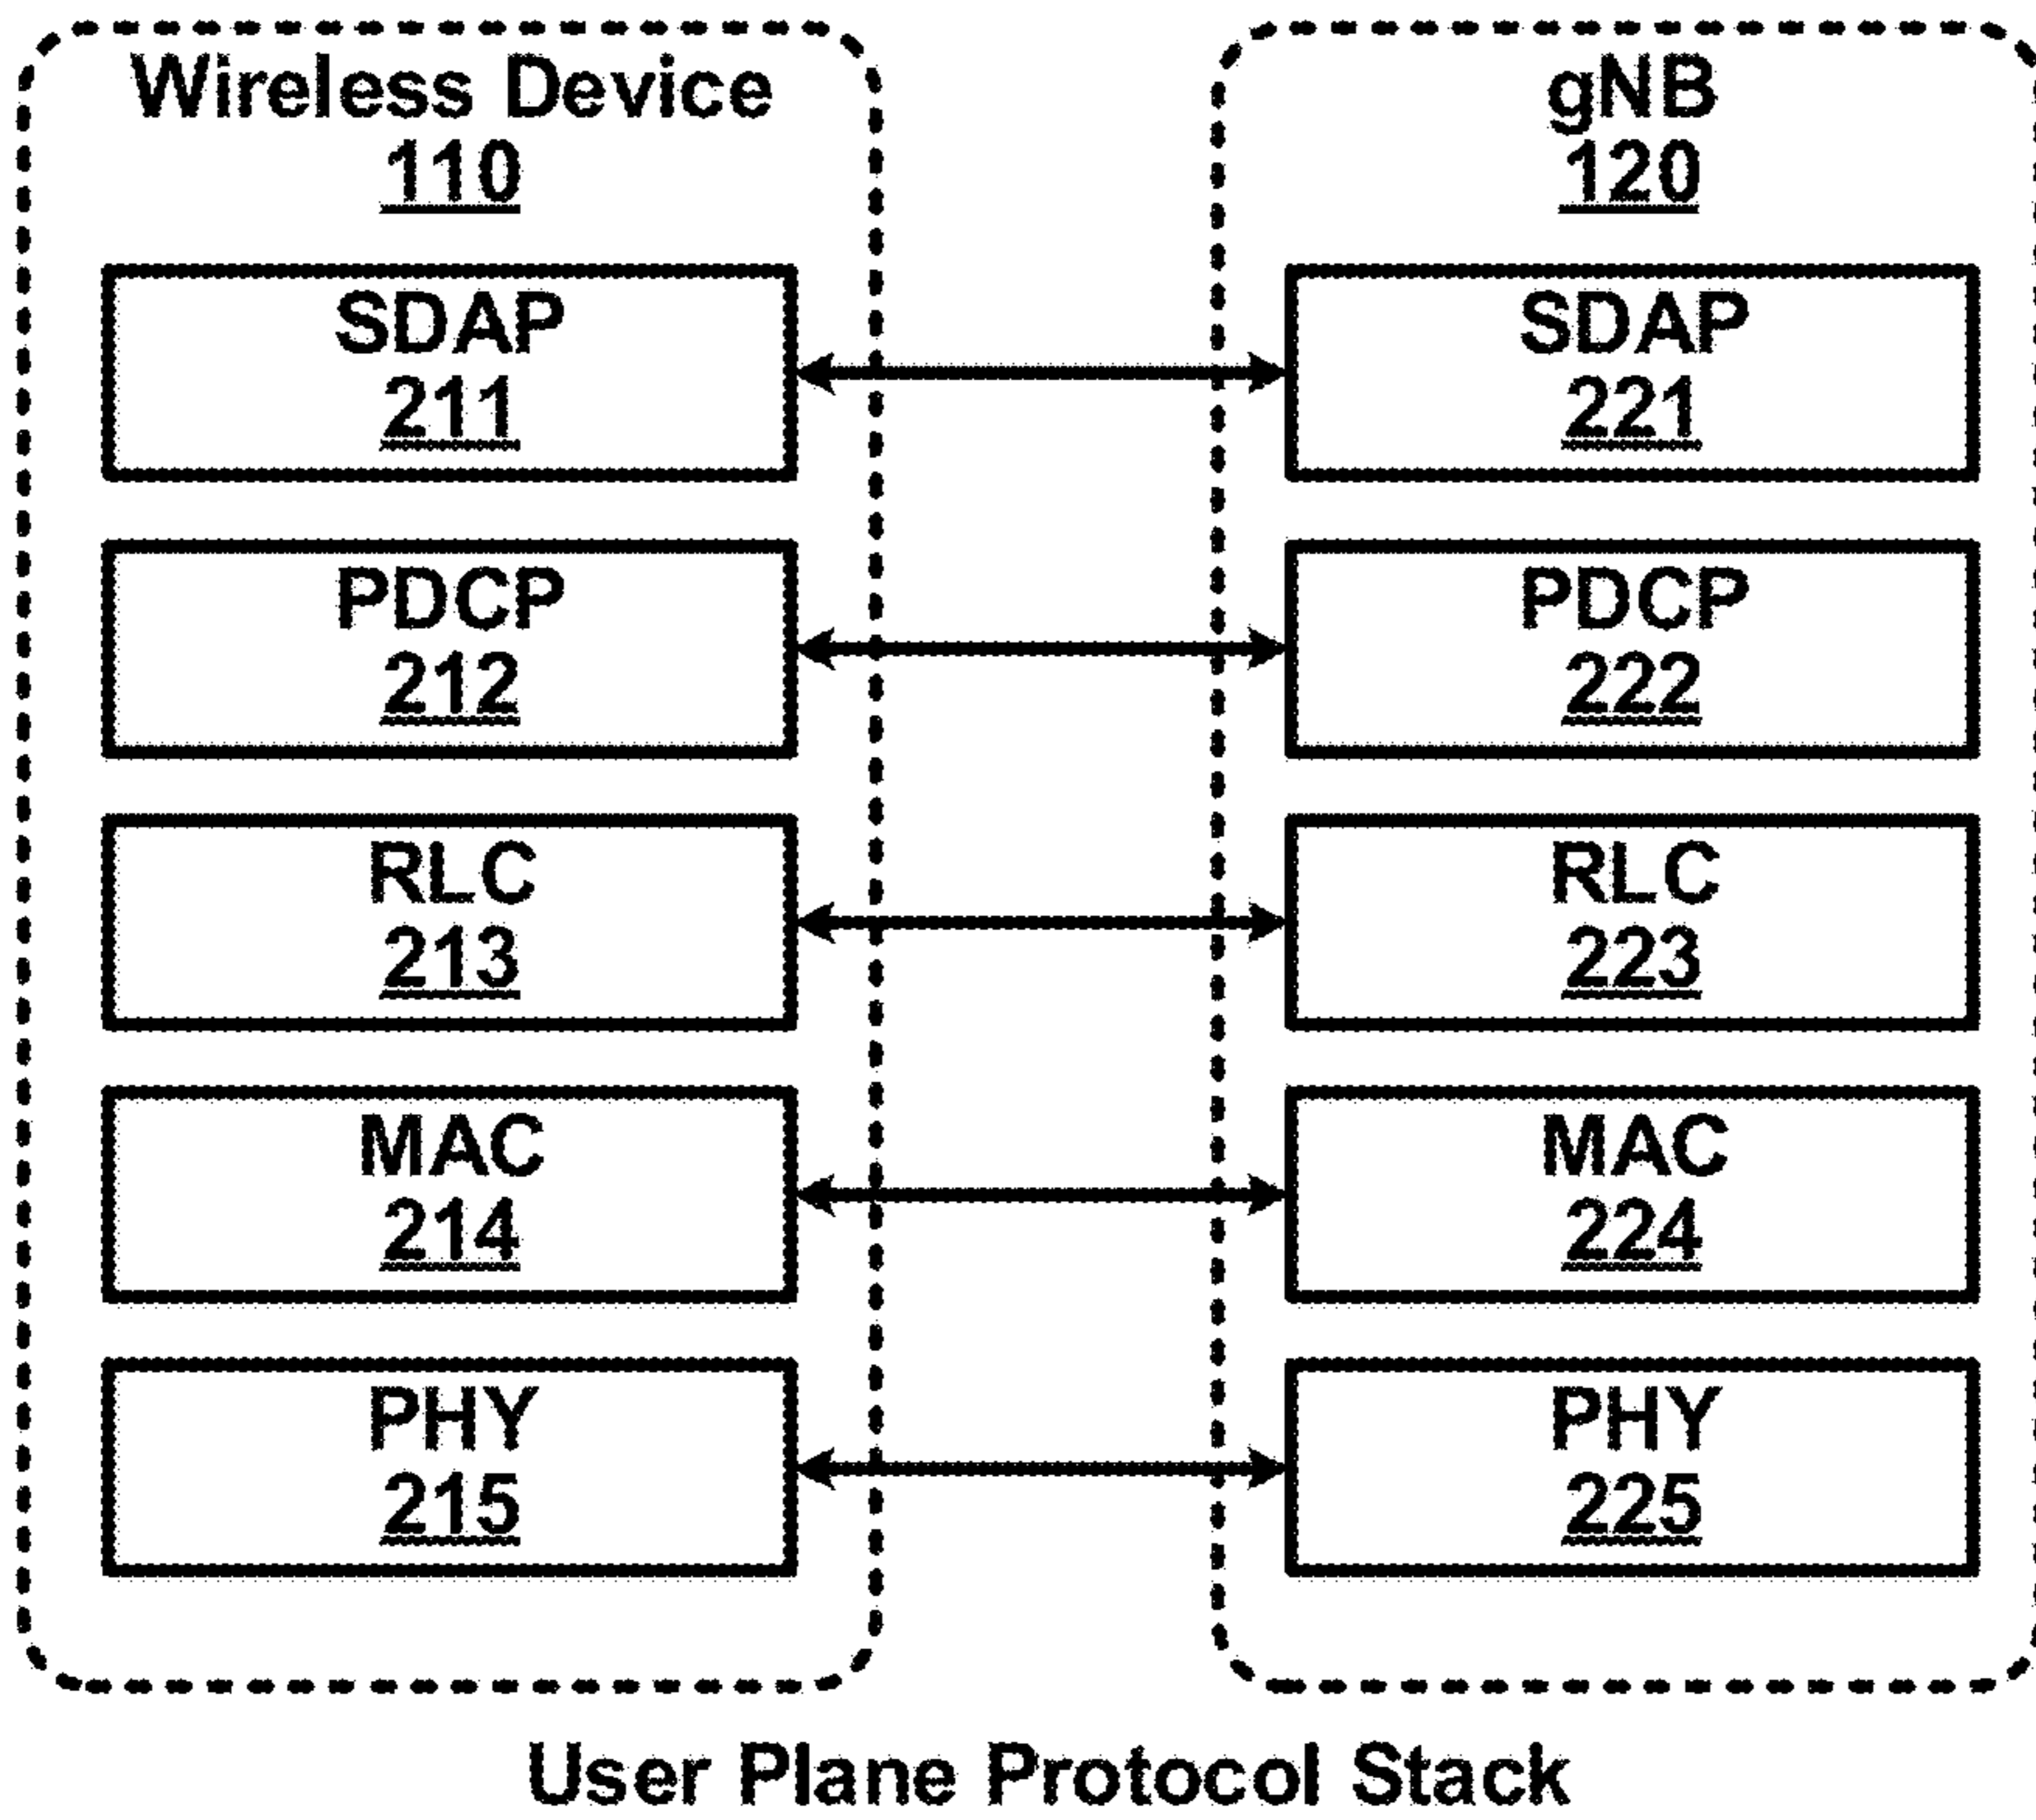 Wireless Device
110
SDAP
211
PDCP
212
RLC
213
MAC
214
PHY
215
gNB
120
SDAP
221
PDCP
222
RLC
223
MAC
224
PHY
225
User Plane Protocol Stack